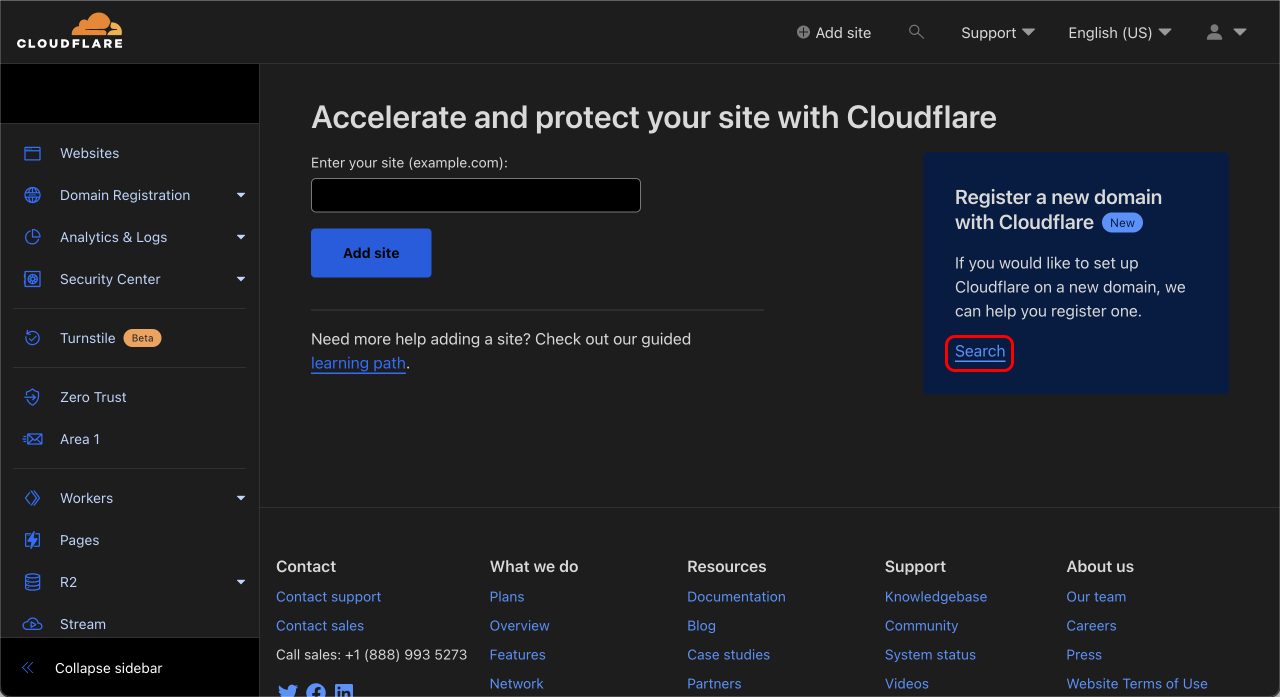 CLOUDFLARE
Add site
Support
English (US)
Websites
Domain Registration
Analytics & Logs
Security Center
Turnstile Beta
Zero Trust
Area 1
Workers
Pages
R2
Stream
Collapse sidebar
Accelerate and protect your site with Cloudflare
Enter your site (example.com):
Add site
Need more help adding a site? Check out our guided
learning path.
Register a new domain
with Cloudflare New
If you would like to set up
Cloudflare on a new domain, we
can help you register one.
Search
Contact
Contact support
Contact sales
Call sales: +1 (888) 993 5273
What we do
Plans
Overview
Features
Network
Resources
Documentation
Blog
Case studies
Partners
Support
Knowledgebase
Community
System status
Videos
About us
Our team
Careers
Press
Website Terms of Use